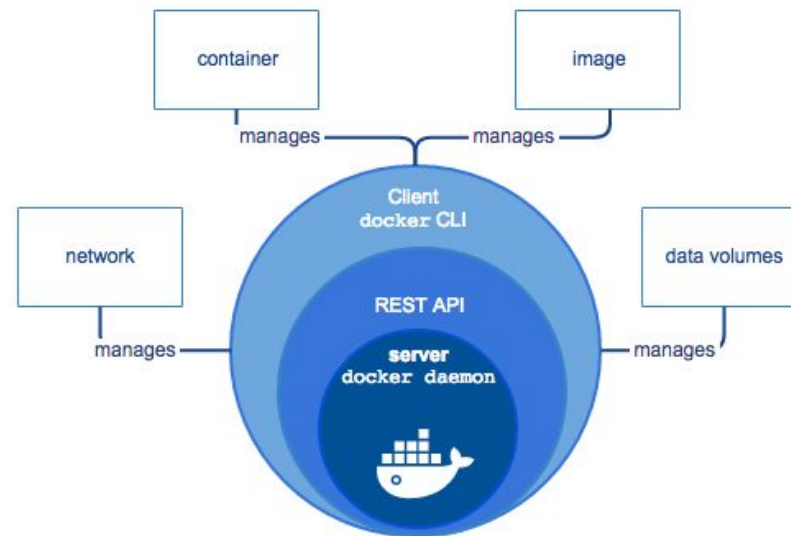 container
image
manages
manages
Client
docker CLI
network
data volumes
REST API
manages
manages
server
docker daemon